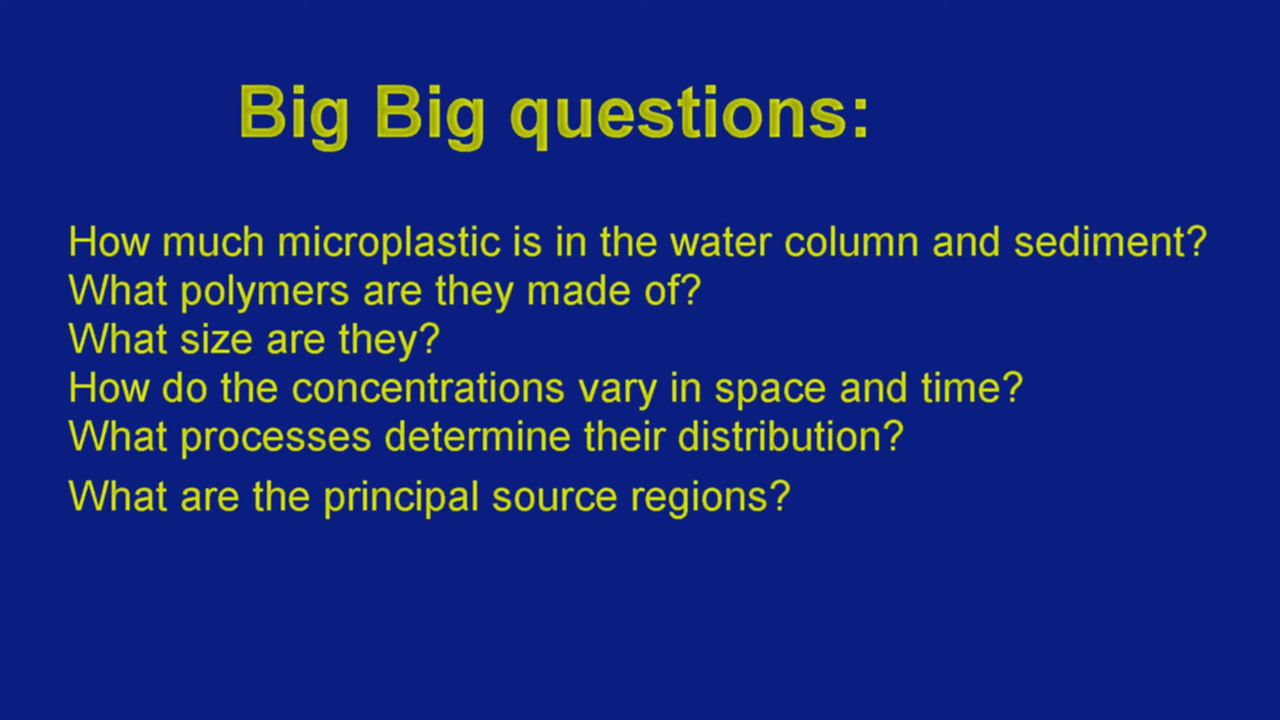 Big Big questions:
How much microplastic is in the water column and sediment?
What polymers are they made of?
What size are they?
How do the concentrations vary in space and time?
What processes determine their distribution?
What are the principal source regions?